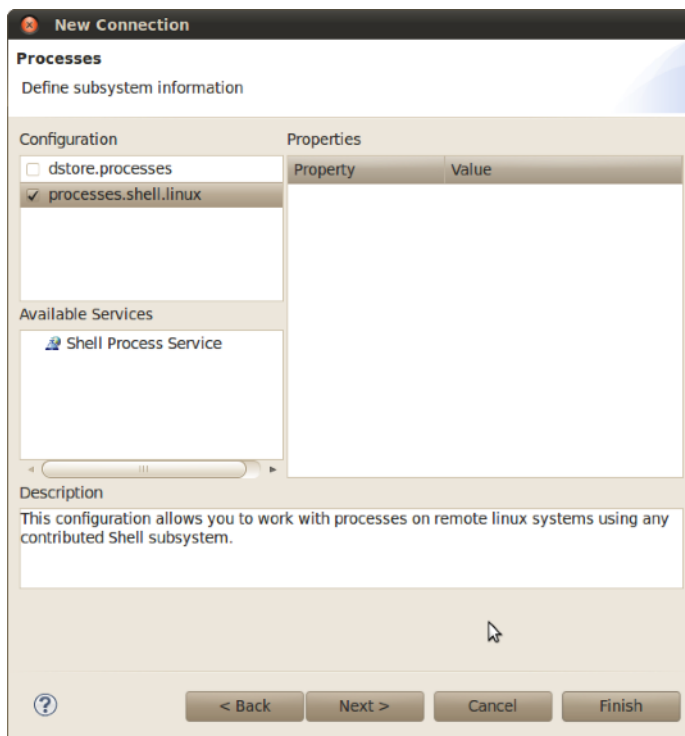 New Connection
Processes
Define subsystem information
Configuration
Properties
dstore.processes
processes.shell.linux
Property Value
Available Services
Shell Process Service
Description
This configuration allows you to work with processes on remote linux systems using any
contributed Shell subsystem.
?
< Back Next > Cancel Finish